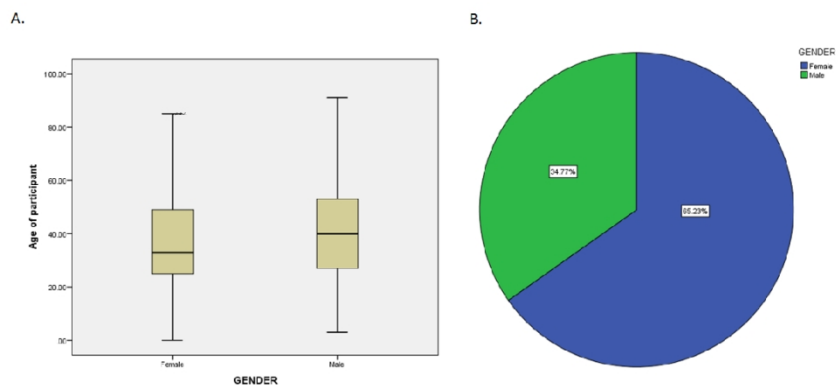 A.
B.
100.00
80.00
60.00
40.00
20.00
.00
Age of participant
Female
Male
GENDER
GENDER
Female
Male
34.77%
65.23%